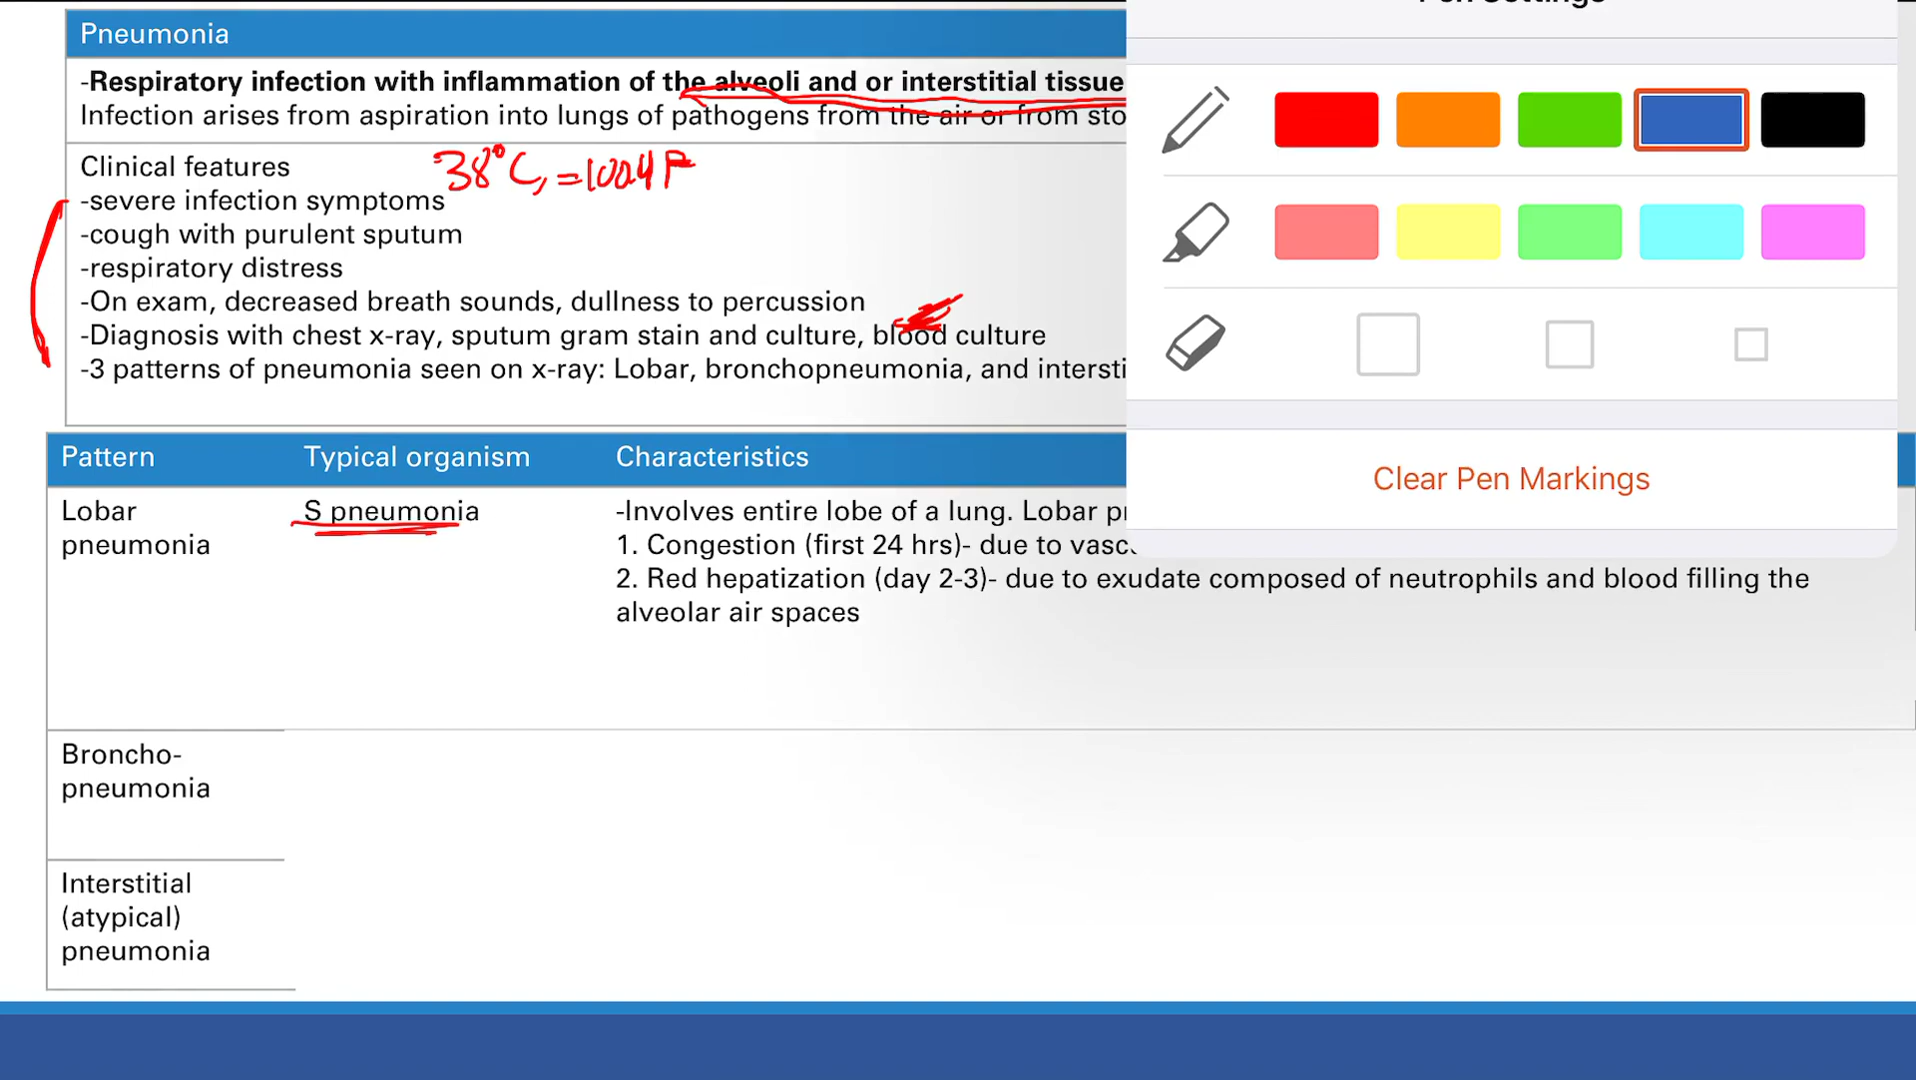 Pen Settings
Pneumonia
-Respiratory infection with inflammation of the alveoli and or interstitial tissue
Infection arises from aspiration into lungs of pathogens from the air or from sto
Clinical features
38°C, =100.4 F
-severe infection symptoms
-cough with purulent sputum
-respiratory distress
-On exam, decreased breath sounds, dullness to percussion
-Diagnosis with chest x-ray, sputum gram stain and culture, blood culture
-3 patterns of pneumonia seen on x-ray: Lobar, bronchopneumonia, and intersti
Clear Pen Markings
Pattern Typical organism Characteristics
Lobar pneumonia
S pneumonia
-Involves entire lobe of a lung. Lobar pn
1. Congestion (first 24 hrs)- due to vasc
2. Red hepatization (day 2-3)- due to exudate composed of neutrophils and blood filling the
alveolar air spaces
Broncho-
pneumonia
Interstitial
(atypical)
pneumonia